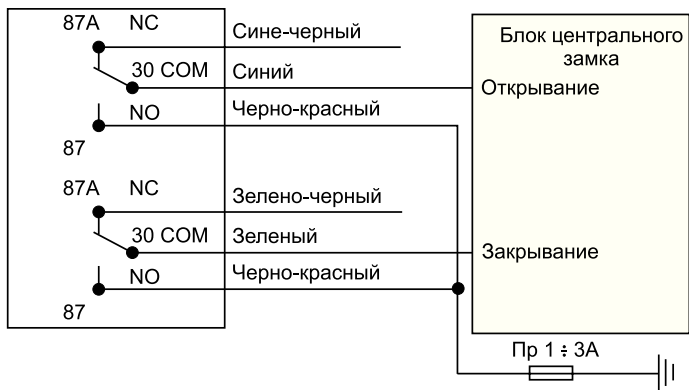 87A NC
Сине-черный
30 COM
Синий
NO
Черно-красный
87
87A NC
Зелено-черный
30 COM
Зеленый
NO
Черно-красный
87
Блок центрального
замка
Открывание
Закрывание
Пр 1 ÷ 3А